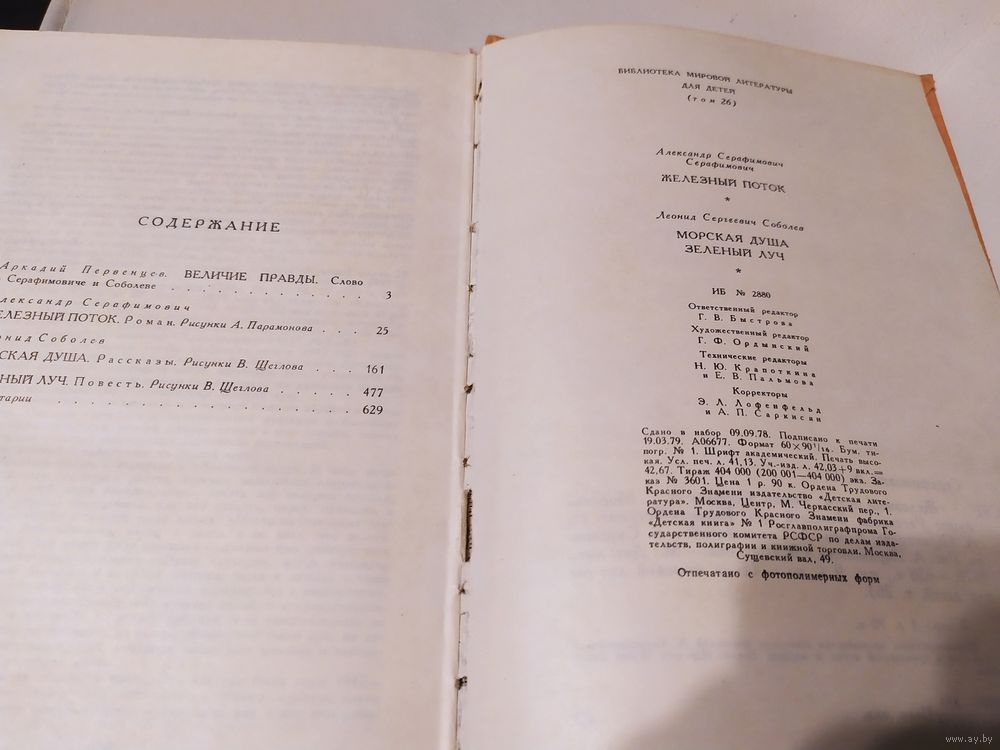 СОДЕРЖАНИЕ
Аркадий Первенцев. ВЕЛИЧИЕ ПРАВДЫ. Слово
Серафимовиче и Соболеве . . . . . . . . . . . 3
лександр Серафимович
ЕЛЕЗНЫЙ ПОТОК. Роман. Рисунки А. Парамонова . . . 25
онид Соболев
СКАЯ ДУША. Рассказы. Рисунки В. Щеглова . . . . 161
НЫЙ ЛУЧ. Повесть. Рисунки В. Щеглова . . . . . 477
тарии . . . . . . . . . . . . . . . 629
БИБЛИОТЕКА МИРОВОЙ ЛИТЕРАТУРЫ
ДЛЯ ДЕТЕЙ
(том 26)
Александр Серафимович
Серафимович
ЖЕЛЕЗНЫЙ ПОТОК
*
Леонид Сергеевич Соболев
МОРСКАЯ ДУША
ЗЕЛЕНЫЙ ЛУЧ
*
ИБ № 2880
Ответственный редактор
Г. В. Быстрова
Художественный редактор
Г. Ф. Ордынский
Технические редакторы
Н. Ю. Крапоткина
и Е. В. Пальмова
Корректоры
Э. Л. Лофенфельд
и А. П. Саркисян
Сдано в набор 09.09.78. Подписано к печати
19.03.79. А06677. Формат 60×90 1/16. Бум. ти-
погр. № 1. Шрифт академический. Печать высо-
кая. Усл. печ. л. 41,13. Уч.-изд. л. 42,03+9 вкл.=
42,67. Тираж 404 000 (200 001—404 000) экз. За-
каз № 3601. Цена 1 р. 90 к. Ордена Трудового
Красного Знамени издательство «Детская лите-
ратура». Москва, Центр, М. Черкасский пер., 1.
Ордена Трудового Красного Знамени фабрика
«Детская книга» № 1 Росглавполиграфпрома Го-
сударственного комитета РСФСР по делам изда-
тельств, полиграфии и книжной торговли. Москва,
Сущевский вал, 49.
Отпечатано с фотополимерных форм
www.ay.by